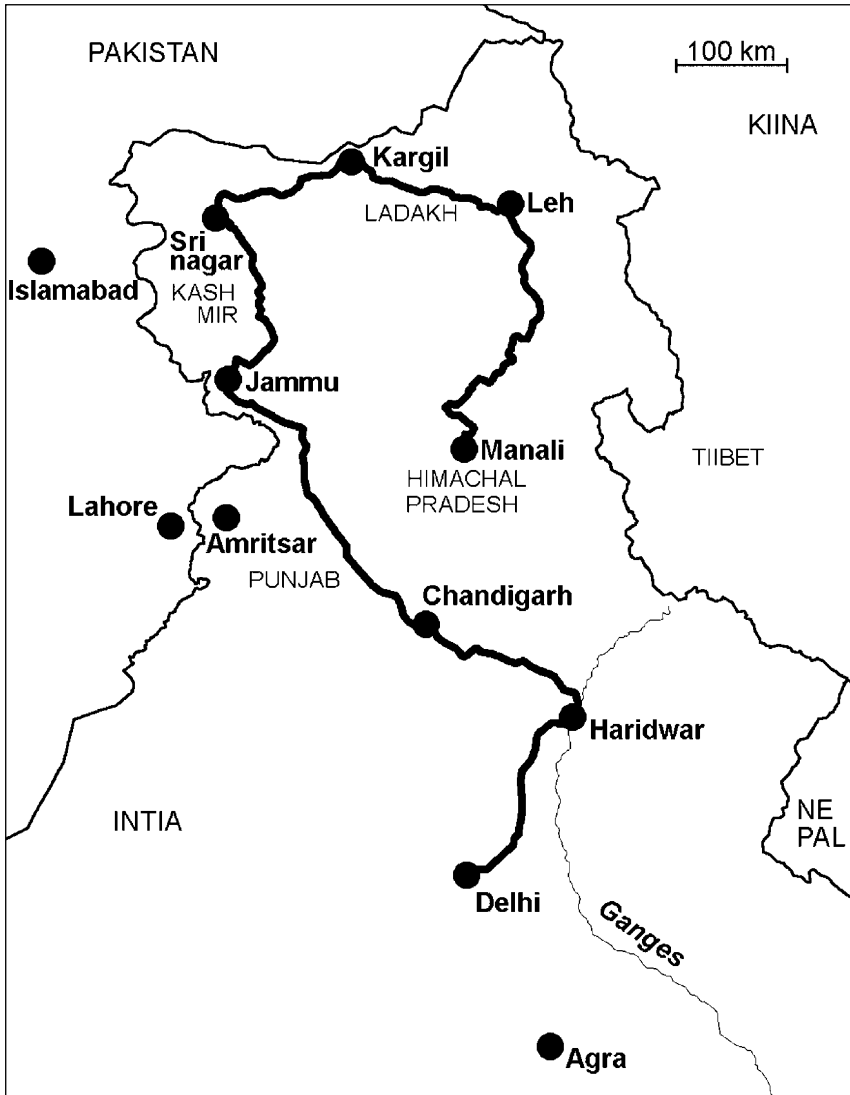 PAKISTAN
100 km
KIINA
Kargil
LADAKH
Leh
Sri
nagar
Islamabad
KASH
MIR
Jammu
Manali
HIMACHAL
PRADESH
TIIBET
Lahore
Amritsar
PUNJAB
Chandigarh
Haridwar
INTIA
NE
PAL
Delhi
Ganges
Agra